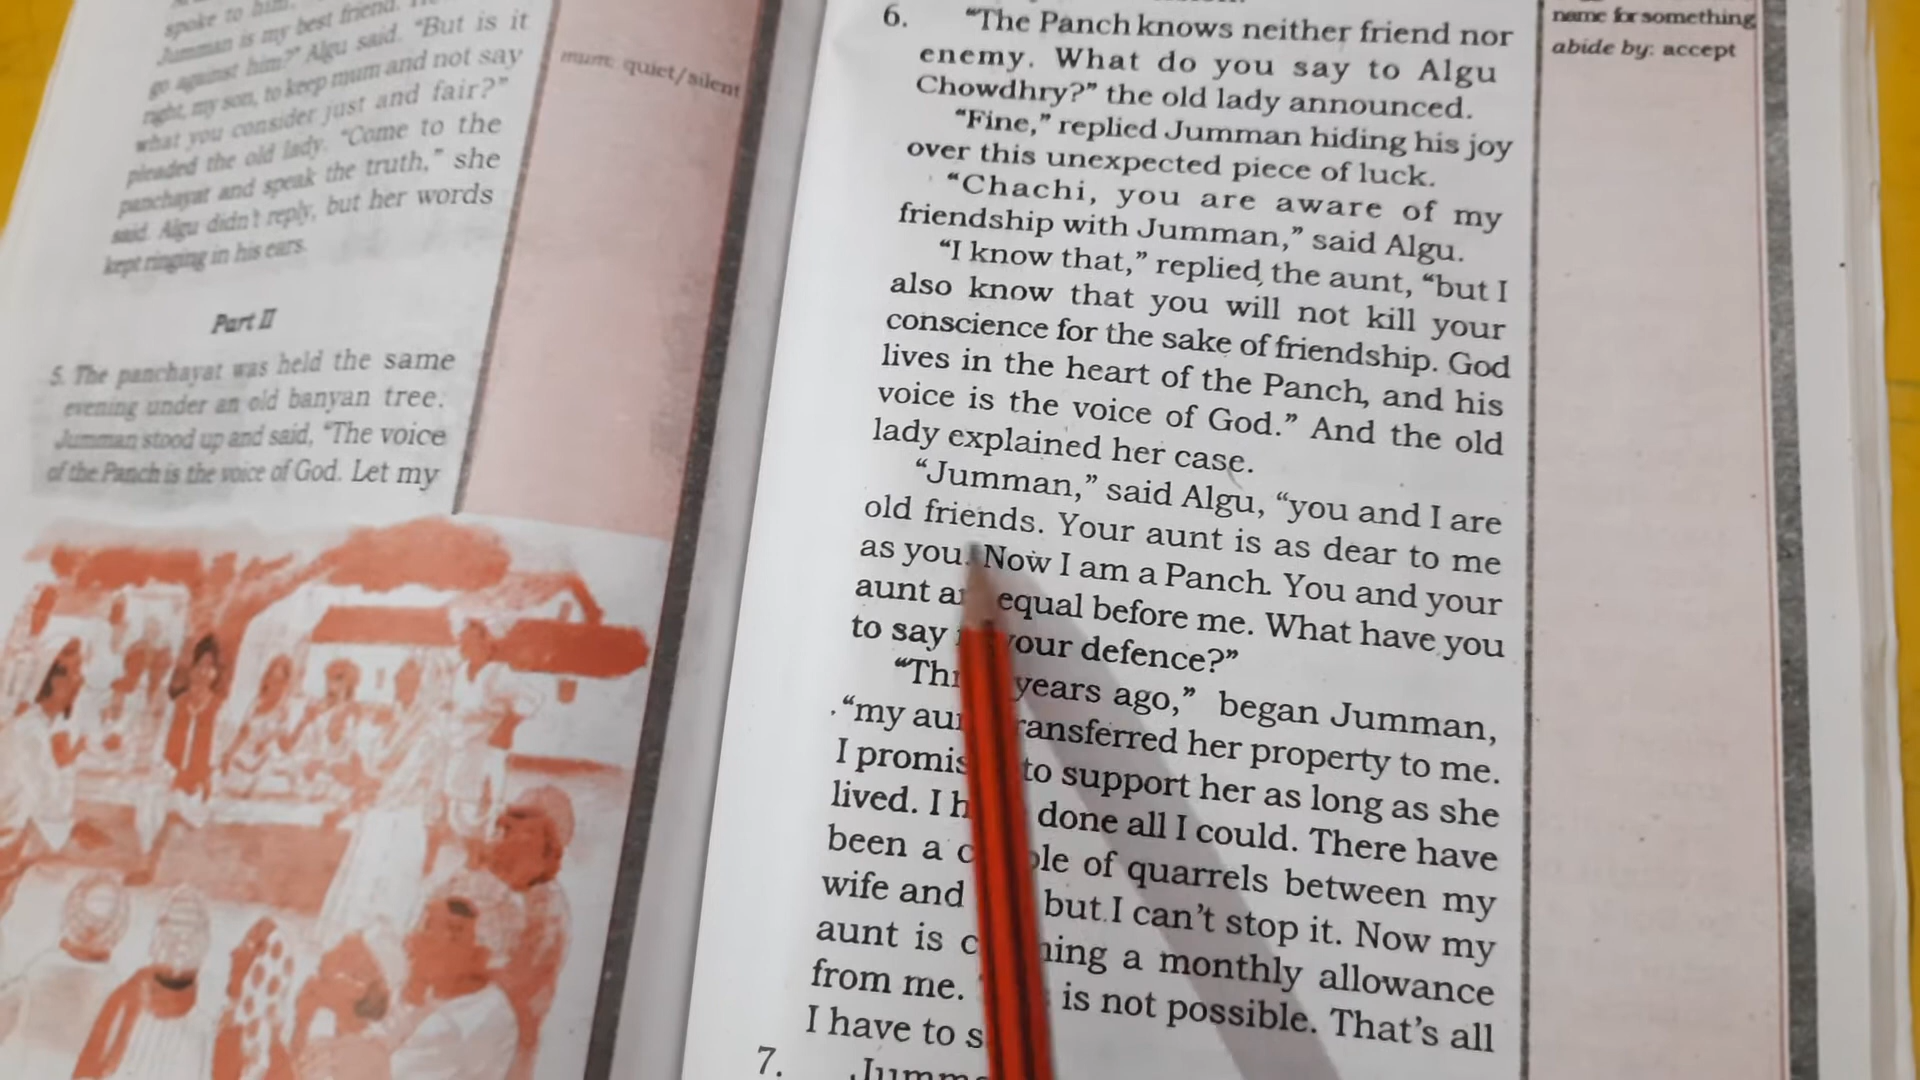 spoke to him.
Jumman is my best friend.
go against him?" Algu said. "But is it
right, my son, to keep mum and not say
what you consider just and fair?"
pleaded the old lady. "Come to the
panchayat and speak the truth," she
said. Algu didn't reply, but her words
kept ringing in his ears.
mum: quiet/silent
Part II
5. The panchayat was held the same
evening under an old banyan tree.
Jumman stood up and said, "The voice
of the Panch is the voice of God. Let my
6. "The Panch knows neither friend nor
enemy. What do you say to Algu
Chowdhry?" the old lady announced.
"Fine," replied Jumman hiding his joy
over this unexpected piece of luck.
"Chachi, you are aware of my
friendship with Jumman," said Algu.
"I know that," replied the aunt, "but I
also know that you will not kill your
conscience for the sake of friendship. God
lives in the heart of the Panch, and his
voice is the voice of God." And the old
lady explained her case.
"Jumman," said Algu, "you and I are
old friends. Your aunt is as dear to me
as you. Now I am a Panch. You and your
aunt equal before me. What have you
to say your defence?"
years ago," began Jumman,
"my her property to me.
I to support her as long as she
lived. I done all I could. There have
been a of quarrels between my
wife and but I can't stop it. Now my
aunt is a monthly allowance
from me. is not possible. That's all
I have to
7.
name for something
abide by: accept